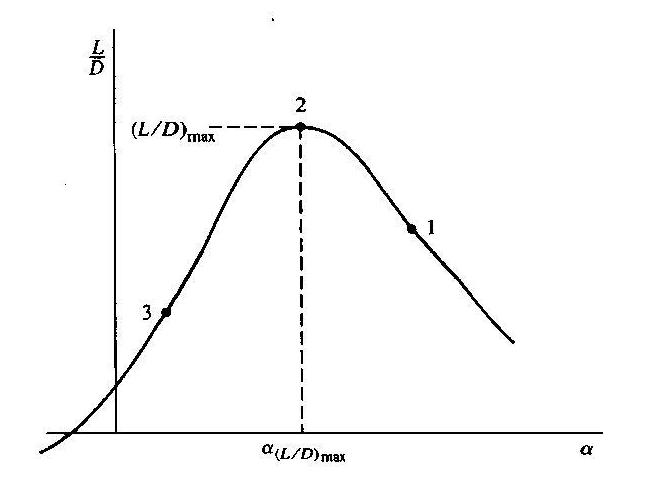 L/D
2
(L/D)max
1
3
α(L/D)max
α